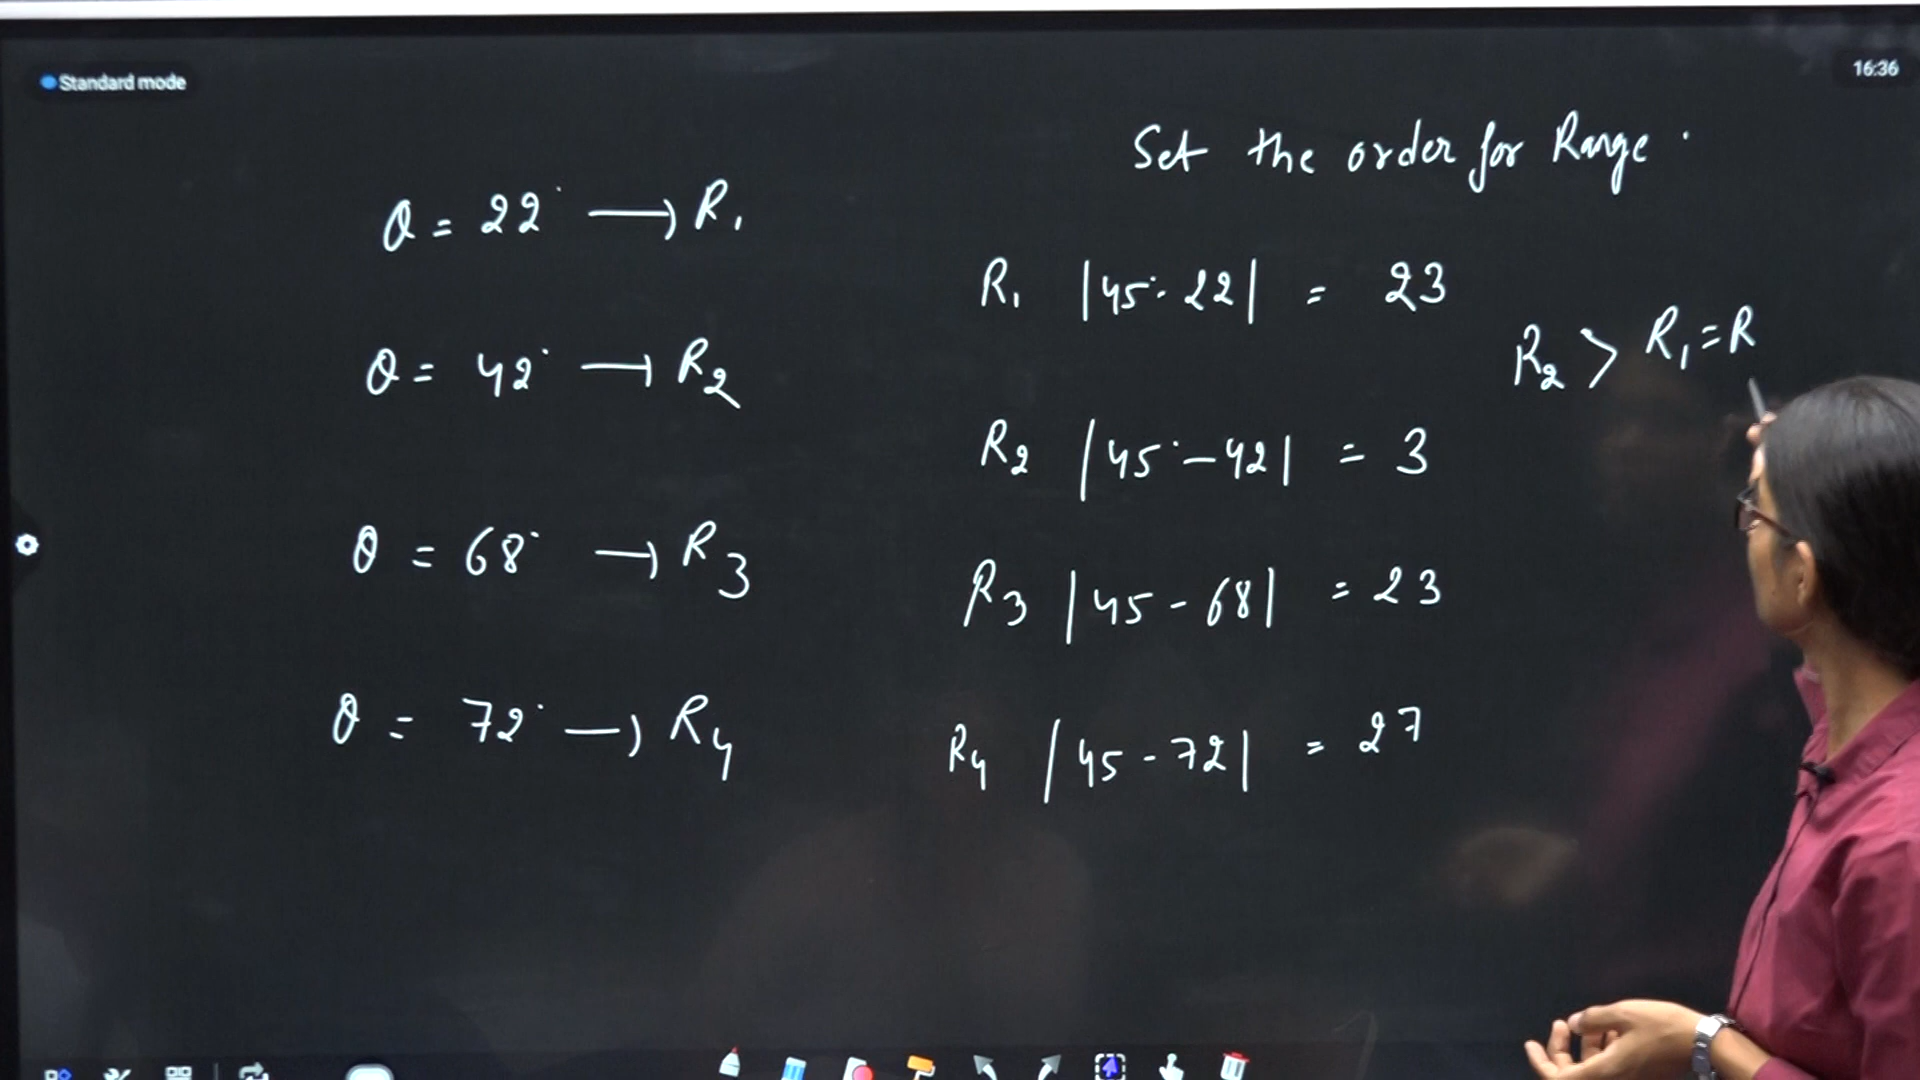 Standard mode
16:36
Set the order for Range.
θ = 22° → R1
θ = 42° → R2
θ = 68° → R3
θ = 72° → R4
R1 |45°- 22| = 23
R2 |45°- 42| = 3
R3 |45 - 68| = 23
R4 |45 - 72| = 27
R2 > R1 = R